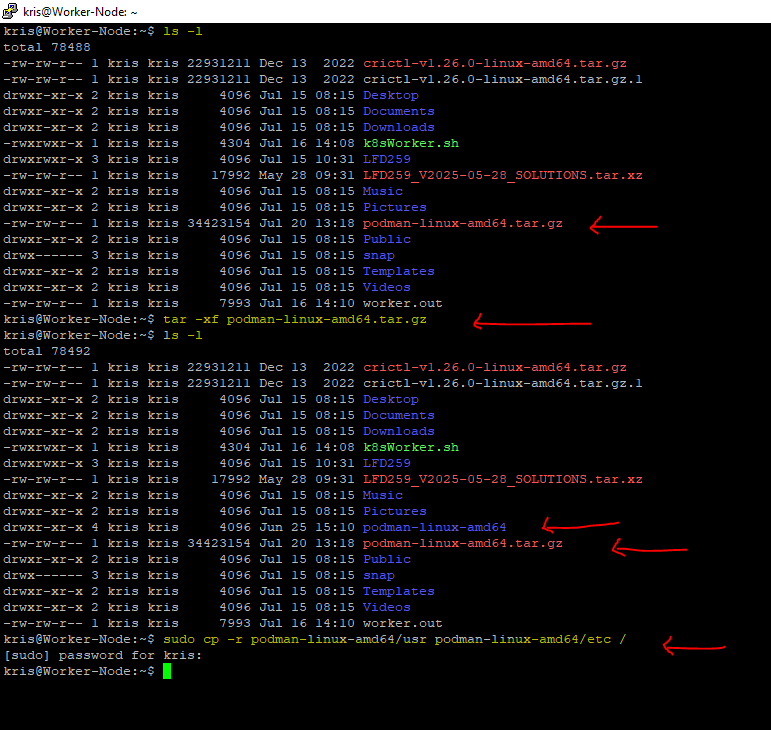 kris@Worker-Node: ~
kris@Worker-Node:~$ ls -l
total 78488
-rw-rw-r-- 1 kris kris 22931211 Dec 13  2022 crictl-v1.26.0-linux-amd64.tar.gz
-rw-rw-r-- 1 kris kris 22931211 Dec 13  2022 crictl-v1.26.0-linux-amd64.tar.gz.1
drwxr-xr-x 2 kris kris     4096 Jul 15 08:15 Desktop
drwxr-xr-x 2 kris kris     4096 Jul 15 08:15 Documents
drwxr-xr-x 2 kris kris     4096 Jul 15 08:15 Downloads
-rwxrwxr-x 1 kris kris     4304 Jul 16 14:08 k8sWorker.sh
drwxrwxr-x 3 kris kris     4096 Jul 15 10:31 LFD259
-rw-rw-r-- 1 kris kris    17992 May 28 09:31 LFD259_V2025-05-28_SOLUTIONS.tar.xz
drwxr-xr-x 2 kris kris     4096 Jul 15 08:15 Music
drwxr-xr-x 2 kris kris     4096 Jul 15 08:15 Pictures
-rw-rw-r-- 1 kris kris 34423154 Jul 20 13:18 podman-linux-amd64.tar.gz
drwxr-xr-x 2 kris kris     4096 Jul 15 08:15 Public
drwx------ 3 kris kris     4096 Jul 15 08:15 snap
drwxr-xr-x 2 kris kris     4096 Jul 15 08:15 Templates
drwxr-xr-x 2 kris kris     4096 Jul 15 08:15 Videos
-rw-rw-r-- 1 kris kris     7993 Jul 16 14:10 worker.out
kris@Worker-Node:~$ tar -xf podman-linux-amd64.tar.gz
kris@Worker-Node:~$ ls -l
total 78492
-rw-rw-r-- 1 kris kris 22931211 Dec 13  2022 crictl-v1.26.0-linux-amd64.tar.gz
-rw-rw-r-- 1 kris kris 22931211 Dec 13  2022 crictl-v1.26.0-linux-amd64.tar.gz.1
drwxr-xr-x 2 kris kris     4096 Jul 15 08:15 Desktop
drwxr-xr-x 2 kris kris     4096 Jul 15 08:15 Documents
drwxr-xr-x 2 kris kris     4096 Jul 15 08:15 Downloads
-rwxrwxr-x 1 kris kris     4304 Jul 16 14:08 k8sWorker.sh
drwxrwxr-x 3 kris kris     4096 Jul 15 10:31 LFD259
-rw-rw-r-- 1 kris kris    17992 May 28 09:31 LFD259_V2025-05-28_SOLUTIONS.tar.xz
drwxr-xr-x 2 kris kris     4096 Jul 15 08:15 Music
drwxr-xr-x 2 kris kris     4096 Jul 15 08:15 Pictures
drwxr-xr-x 4 kris kris     4096 Jun 25 15:10 podman-linux-amd64
-rw-rw-r-- 1 kris kris 34423154 Jul 20 13:18 podman-linux-amd64.tar.gz
drwxr-xr-x 2 kris kris     4096 Jul 15 08:15 Public
drwx------ 3 kris kris     4096 Jul 15 08:15 snap
drwxr-xr-x 2 kris kris     4096 Jul 15 08:15 Templates
drwxr-xr-x 2 kris kris     4096 Jul 15 08:15 Videos
-rw-rw-r-- 1 kris kris     7993 Jul 16 14:10 worker.out
kris@Worker-Node:~$ sudo cp -r podman-linux-amd64/usr podman-linux-amd64/etc /
[sudo] password for kris:
kris@Worker-Node:~$